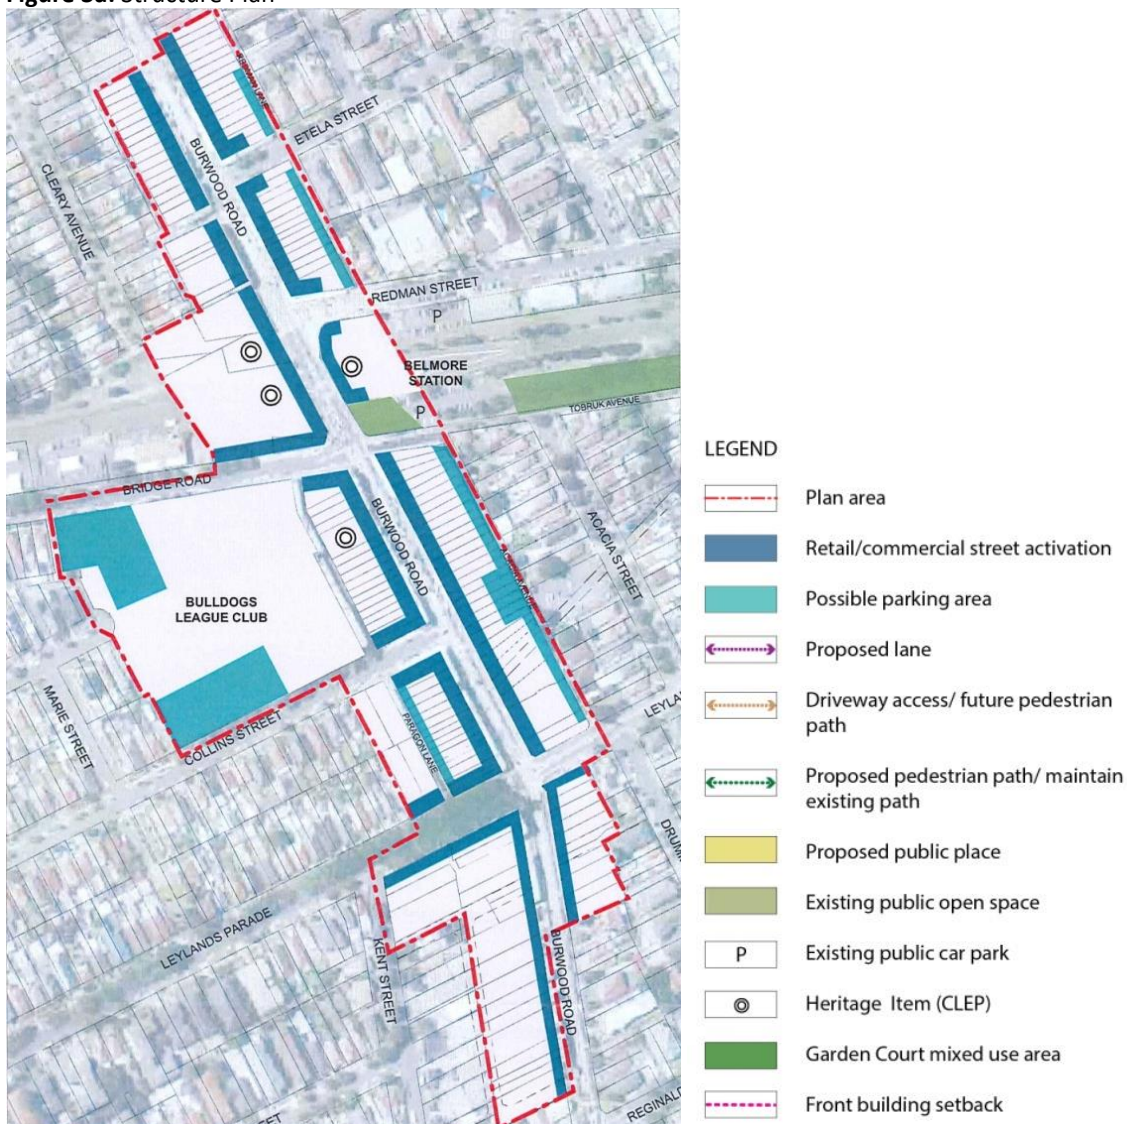 Figure 3a: Structure Plan
ETELA STREET
BURWOOD ROAD
CLEARY AVENUE
REDMAN STREET
P
BELMORE
STATION
P
TOBRUK AVENUE
BRIDGE ROAD
BURWOOD ROAD
ACACIA STREET
BULLDOGS
LEAGUE CLUB
MARIE STREET
COLLINS STREET
PARAGON LANE
LEYLA
DRUM
LEYLANDS PARADE
KENT STREET
BURWOOD ROAD
REGINAL
LEGEND
Plan area
Retail/commercial street activation
Possible parking area
Proposed lane
Driveway access/ future pedestrian
path
Proposed pedestrian path/ maintain
existing path
Proposed public place
Existing public open space
P
Existing public car park
Heritage Item (CLEP)
Garden Court mixed use area
Front building setback